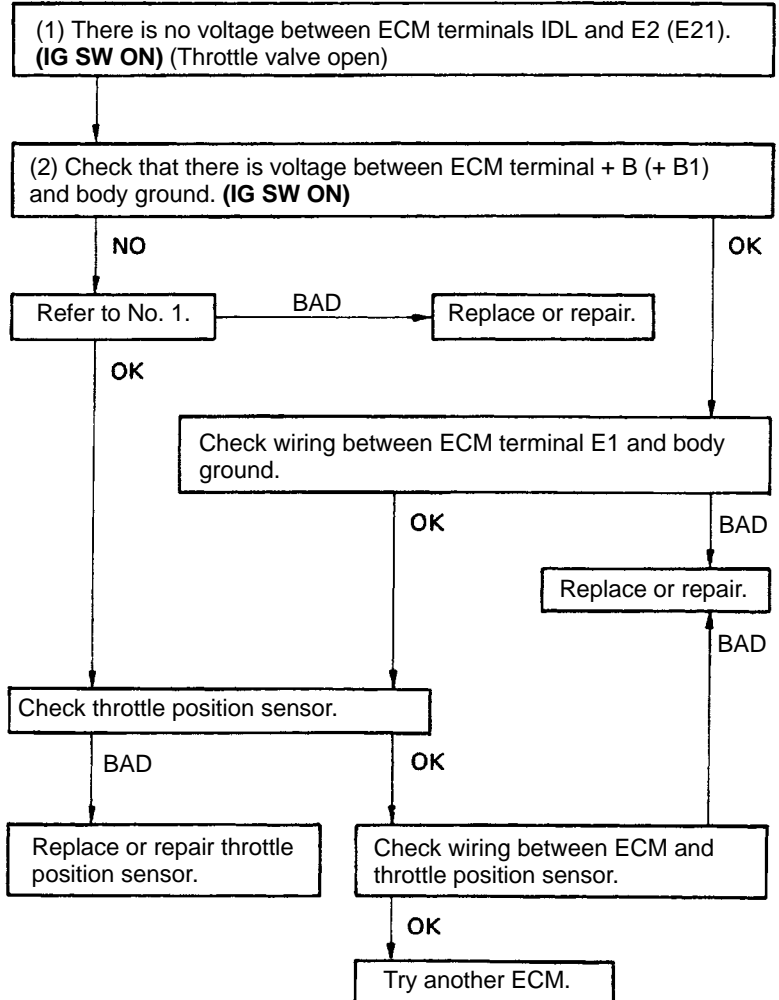 (1) There is no voltage between ECM terminals IDL and E2 (E21).
(IG SW ON) (Throttle valve open)
(2) Check that there is voltage between ECM terminal + B (+ B1)
and body ground. (IG SW ON)
NO
OK
Refer to No. 1.
BAD
Replace or repair.
OK
Check wiring between ECM terminal E1 and body
ground.
OK
BAD
Replace or repair.
BAD
Check throttle position sensor.
BAD
OK
Replace or repair throttle
position sensor.
Check wiring between ECM and
throttle position sensor.
OK
Try another ECM.